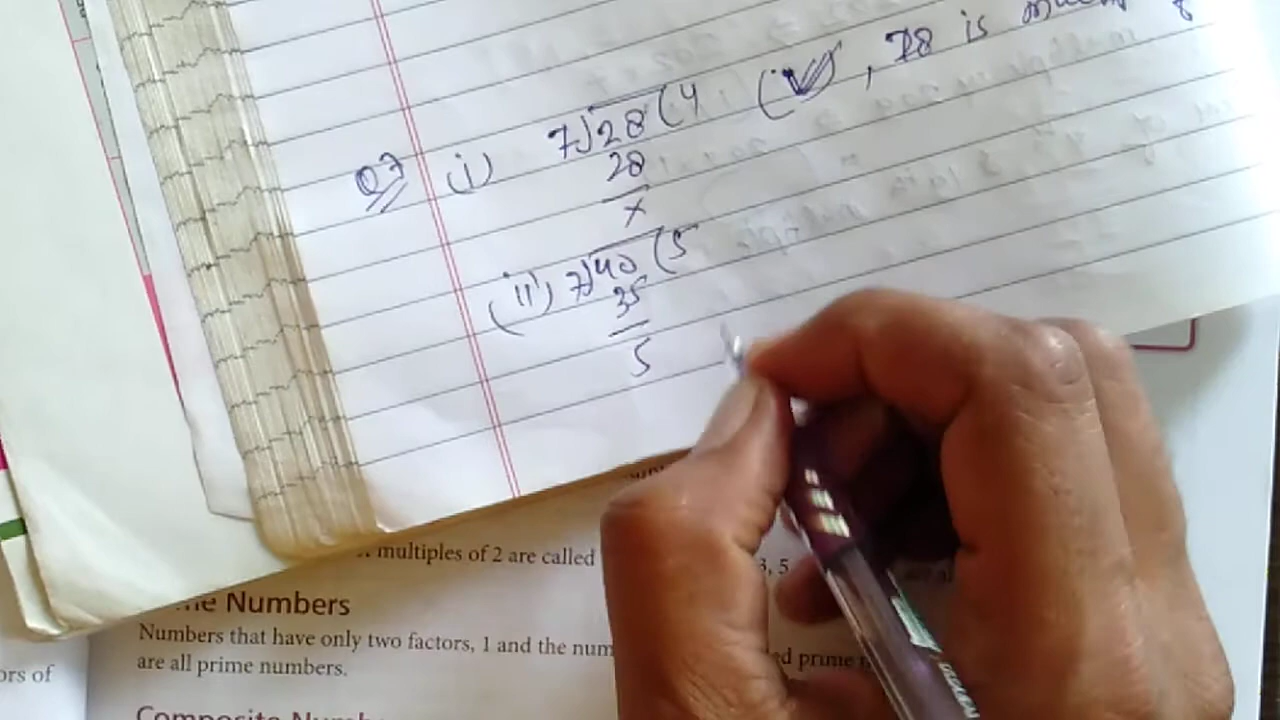 Q7 (i) 7)28(4 (✓), 28 is
28
x
(ii) 7)40(5
35
5
multiples of 2 are called 3, 5
Numbers
Numbers that have only two factors, 1 and the num
are all prime numbers.
ors of